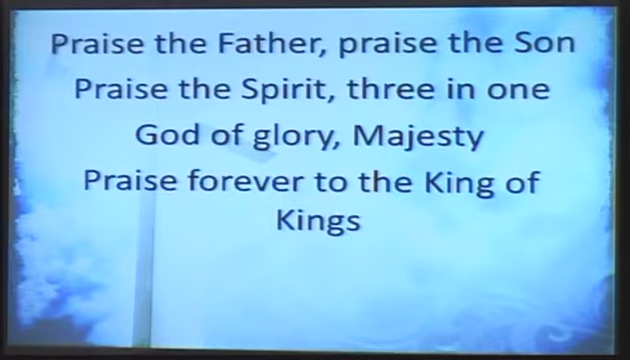 Praise the Father, praise the Son
Praise the Spirit, three in one
God of glory, Majesty
Praise forever to the King of
Kings